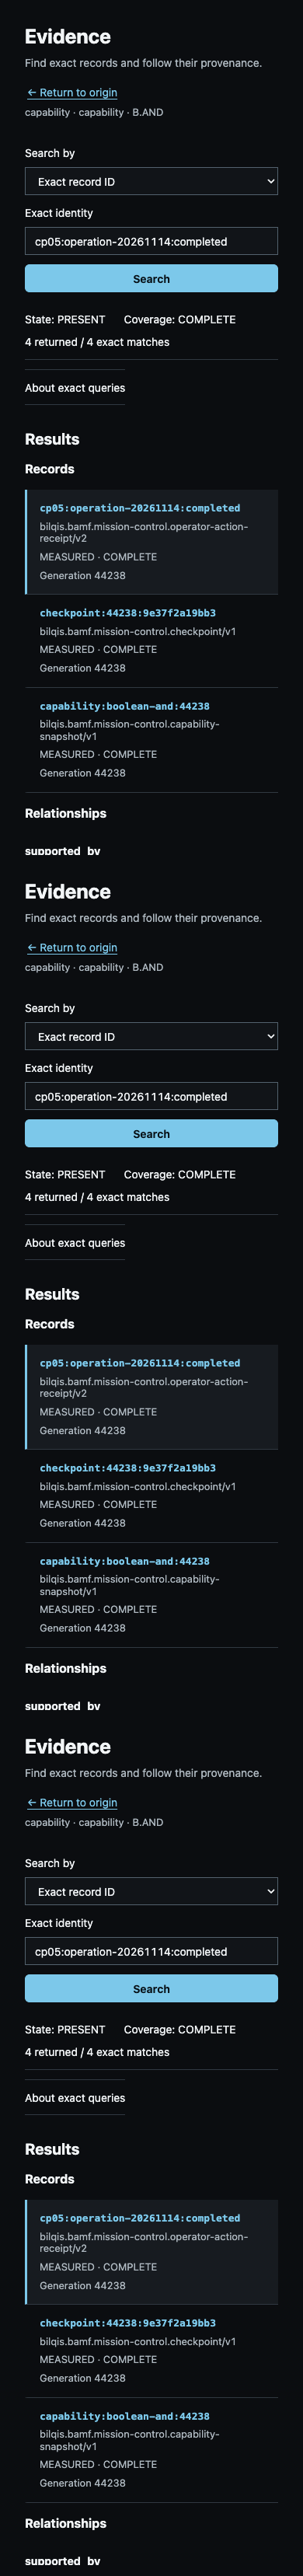 Evidence
Find exact records and follow their provenance.
← Return to origin
capability · capability · B.AND
Search by
Exact record ID
Exact identity
cp05:operation-20261114:completed
Search
State: PRESENT Coverage: COMPLETE
4 returned / 4 exact matches
About exact queries
Results
Records
cp05:operation-20261114:completed
bilqis.bamf.mission-control.operator-action-
receipt/v2
MEASURED · COMPLETE
Generation 44238
checkpoint:44238:9e37f2a19bb3
bilqis.bamf.mission-control.checkpoint/v1
MEASURED · COMPLETE
Generation 44238
capability:boolean-and:44238
bilqis.bamf.mission-control.capability-
snapshot/v1
MEASURED · COMPLETE
Generation 44238
Relationships
supported_by
Evidence
Find exact records and follow their provenance.
← Return to origin
capability · capability · B.AND
Search by
Exact record ID
Exact identity
cp05:operation-20261114:completed
Search
State: PRESENT Coverage: COMPLETE
4 returned / 4 exact matches
About exact queries
Results
Records
cp05:operation-20261114:completed
bilqis.bamf.mission-control.operator-action-
receipt/v2
MEASURED · COMPLETE
Generation 44238
checkpoint:44238:9e37f2a19bb3
bilqis.bamf.mission-control.checkpoint/v1
MEASURED · COMPLETE
Generation 44238
capability:boolean-and:44238
bilqis.bamf.mission-control.capability-
snapshot/v1
MEASURED · COMPLETE
Generation 44238
Relationships
supported_by
Evidence
Find exact records and follow their provenance.
← Return to origin
capability · capability · B.AND
Search by
Exact record ID
Exact identity
cp05:operation-20261114:completed
Search
State: PRESENT Coverage: COMPLETE
4 returned / 4 exact matches
About exact queries
Results
Records
cp05:operation-20261114:completed
bilqis.bamf.mission-control.operator-action-
receipt/v2
MEASURED · COMPLETE
Generation 44238
checkpoint:44238:9e37f2a19bb3
bilqis.bamf.mission-control.checkpoint/v1
MEASURED · COMPLETE
Generation 44238
capability:boolean-and:44238
bilqis.bamf.mission-control.capability-
snapshot/v1
MEASURED · COMPLETE
Generation 44238
Relationships
supported_by